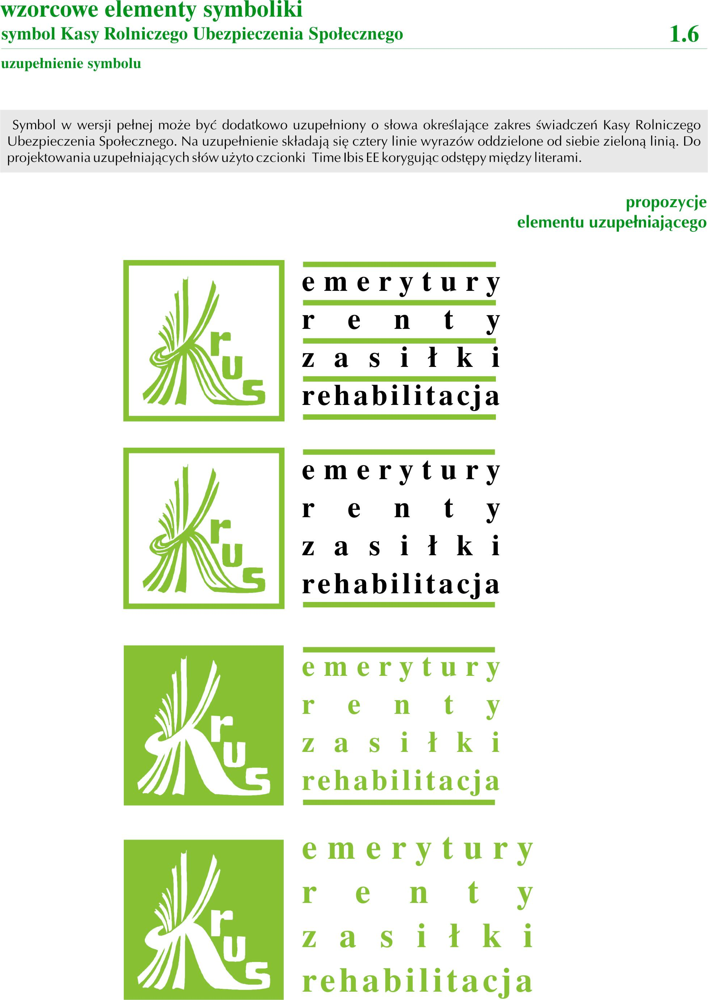 wzorcowe elementy symboliki
symbol Kasy Rolniczego Ubezpieczenia Społecznego
1.6
uzupełnienie symbolu
Symbol w wersji pełnej może być dodatkowo uzupełniony o słowa określające zakres świadczeń Kasy Rolniczego
Ubezpieczenia Społecznego. Na uzupełnienie składają się cztery linie wyrazów oddzielone od siebie zieloną linią. Do
projektowania uzupełniających słów użyto czcionki Time Ibis EE korygując odstępy między literami.
propozycje
elementu uzupełniającego
Krus
emerytury
renty
zasiłki
rehabilitacja
Krus
emerytury
renty
zasiłki
rehabilitacja
Krus
emerytury
renty
zasiłki
rehabilitacja
Krus
emerytury
renty
zasiłki
rehabilitacja